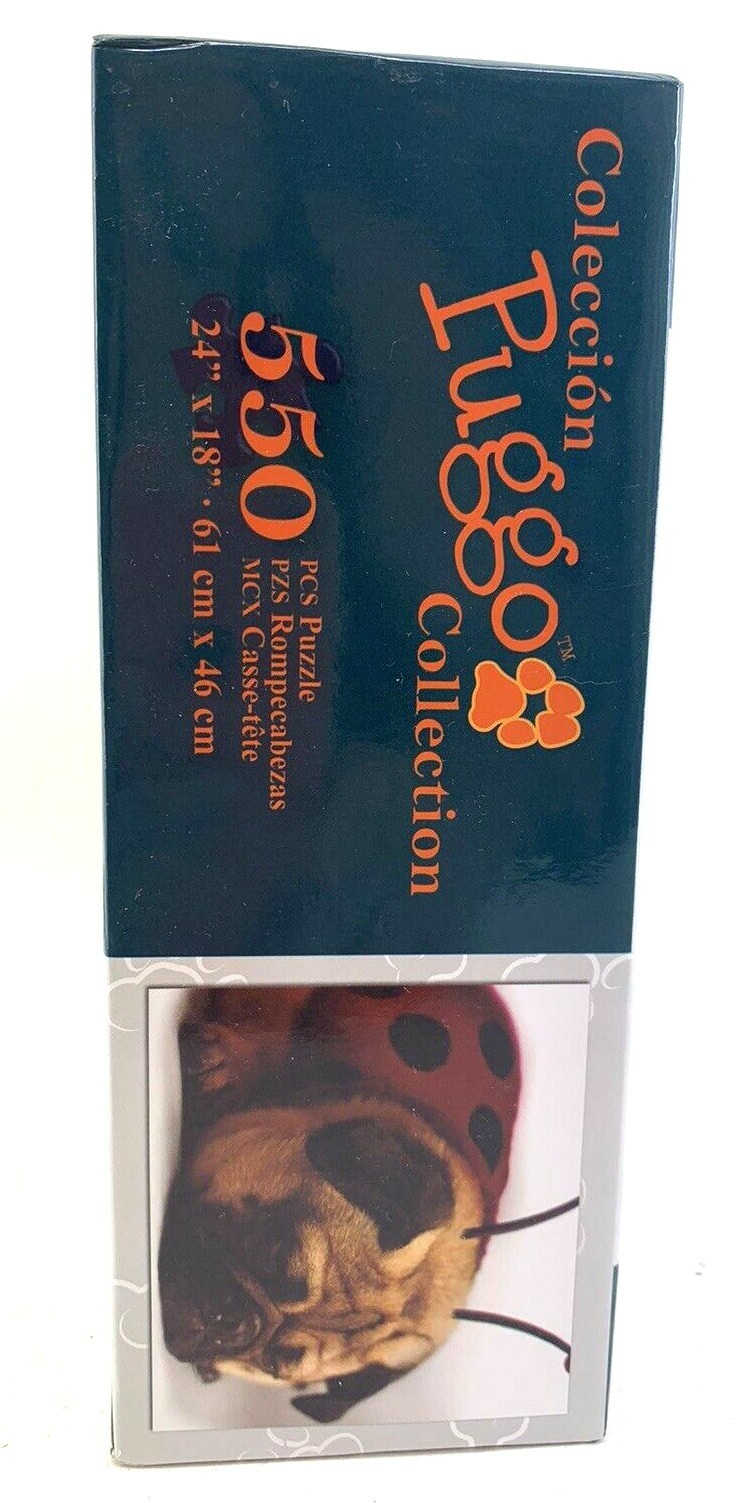 Colección
Puggo™
Collection
550
PCS Puzzle
PZS Rompecabezas
MCX Casse-tête
24” x 18” · 61 cm x 46 cm